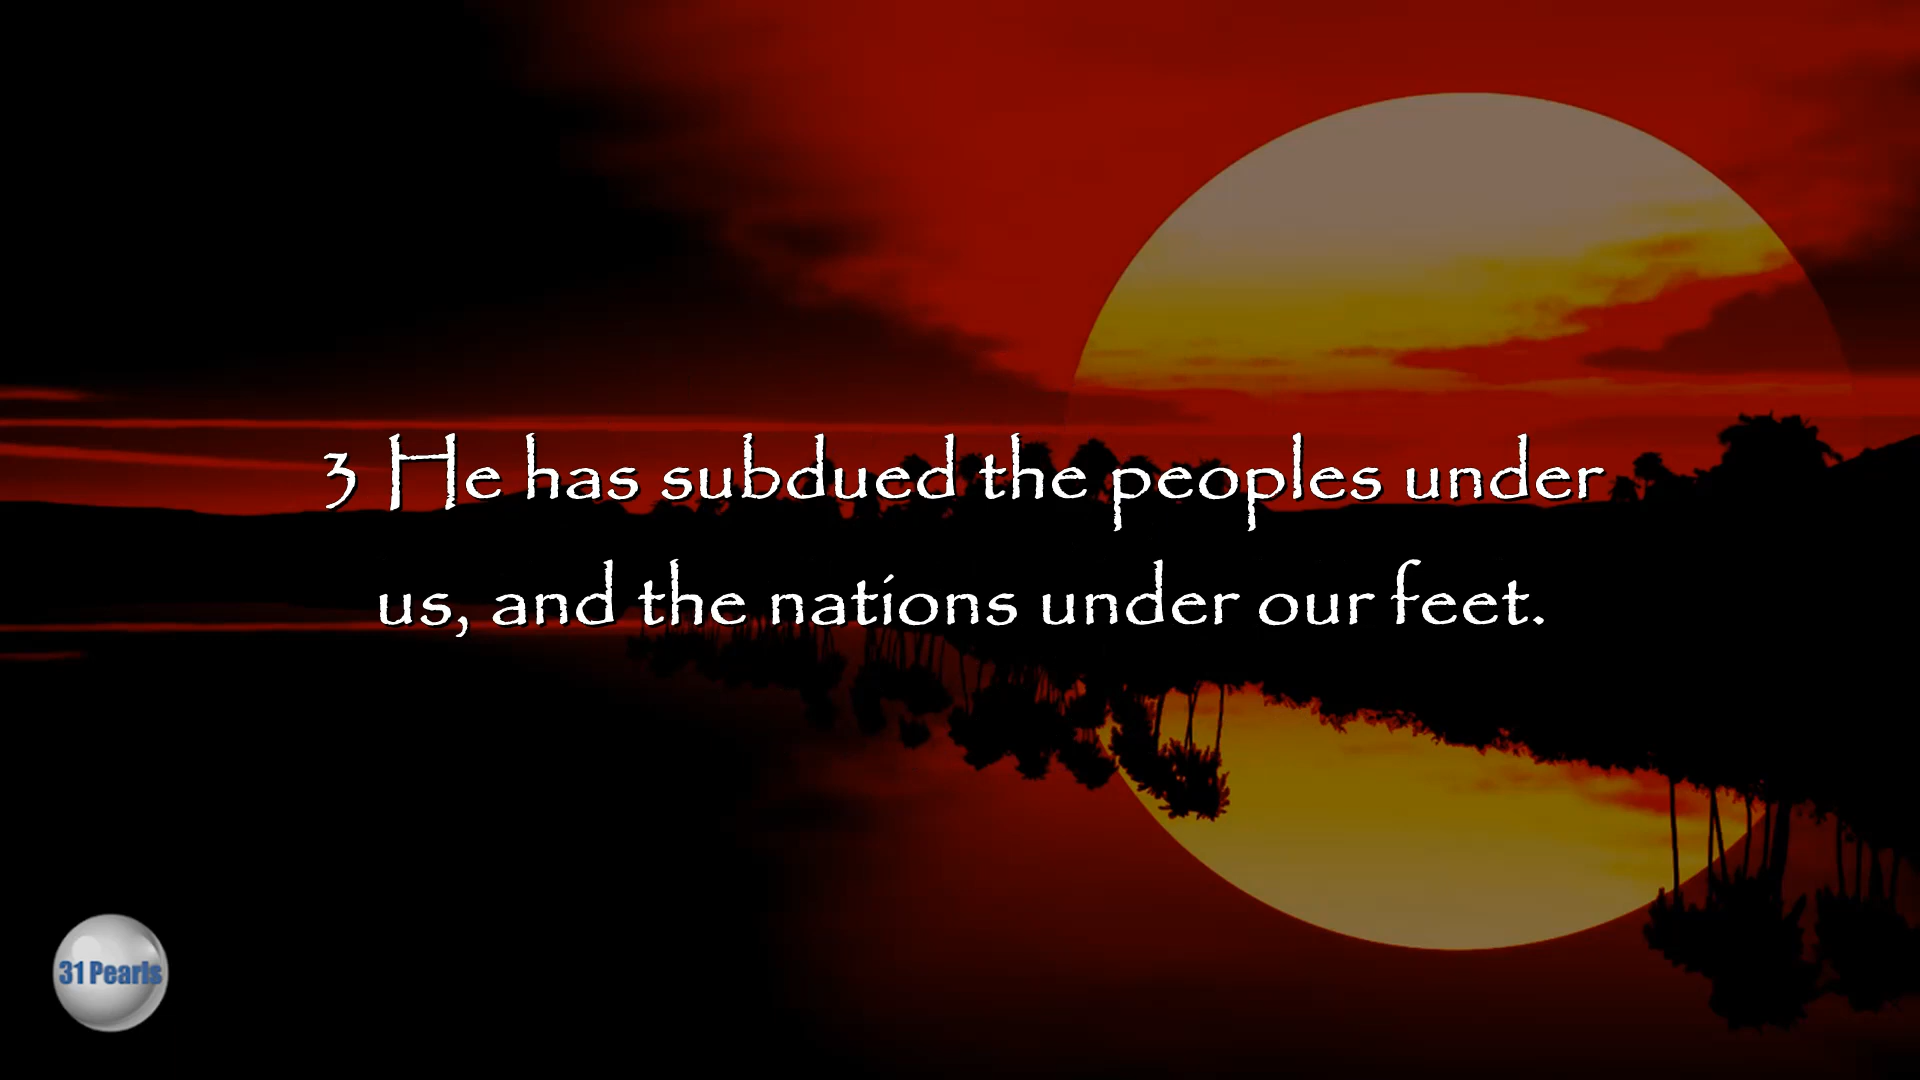 3 He has subdued the peoples under
us, and the nations under our feet.
31 Pearls